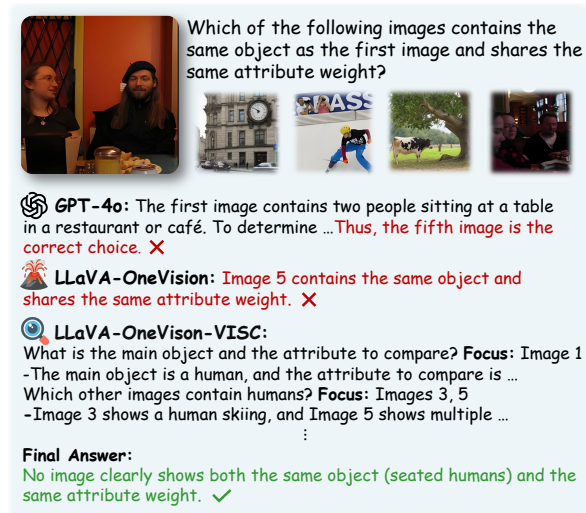 Which of the following images contains the
same object as the first image and shares the
same attribute weight?
PASS
GPT-4o: The first image contains two people sitting at a table
in a restaurant or café. To determine ...Thus, the fifth image is the
correct choice. ✗
LLaVA-OneVision: Image 5 contains the same object and
shares the same attribute weight. ✗
LLaVA-OneVison-VISC:
What is the main object and the attribute to compare? Focus: Image 1
-The main object is a human, and the attribute to compare is ...
Which other images contain humans? Focus: Images 3, 5
-Image 3 shows a human skiing, and Image 5 shows multiple ...
⋮
Final Answer:
No image clearly shows both the same object (seated humans) and the
same attribute weight. ✓